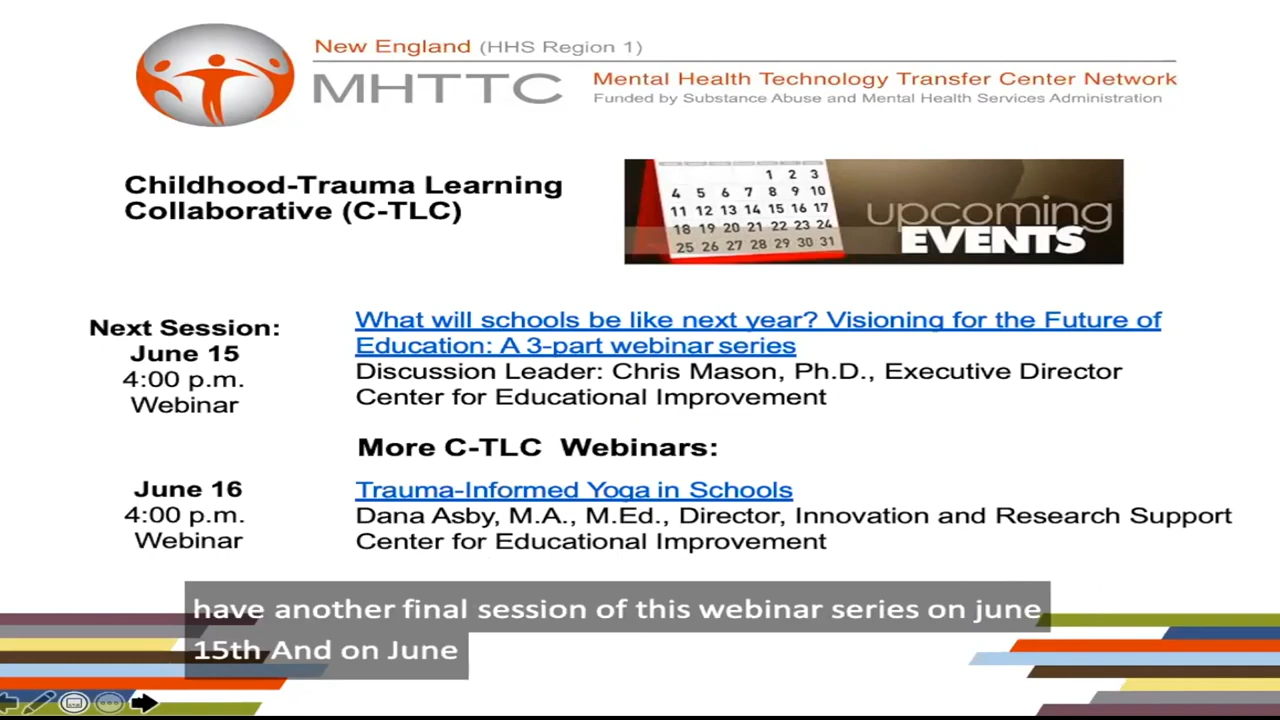 New England (HHS Region 1)
MHTTC
Mental Health Technology Transfer Center Network
Funded by Substance Abuse and Mental Health Services Administration
Childhood-Trauma Learning
Collaborative (C-TLC)
1 2 3
4 5 6 7 8 9 10
11 12 13 14 15 16 17
18 19 20 21 22 23 24
25 26 27 28 29 30 31
upcoming
EVENTS
Next Session:
June 15
4:00 p.m.
Webinar
What will schools be like next year? Visioning for the Future of
Education: A 3-part webinar series
Discussion Leader: Chris Mason, Ph.D., Executive Director
Center for Educational Improvement
More C-TLC Webinars:
June 16
4:00 p.m.
Webinar
Trauma-Informed Yoga in Schools
Dana Asby, M.A., M.Ed., Director, Innovation and Research Support
Center for Educational Improvement
have another final session of this webinar series on june
15th And on June